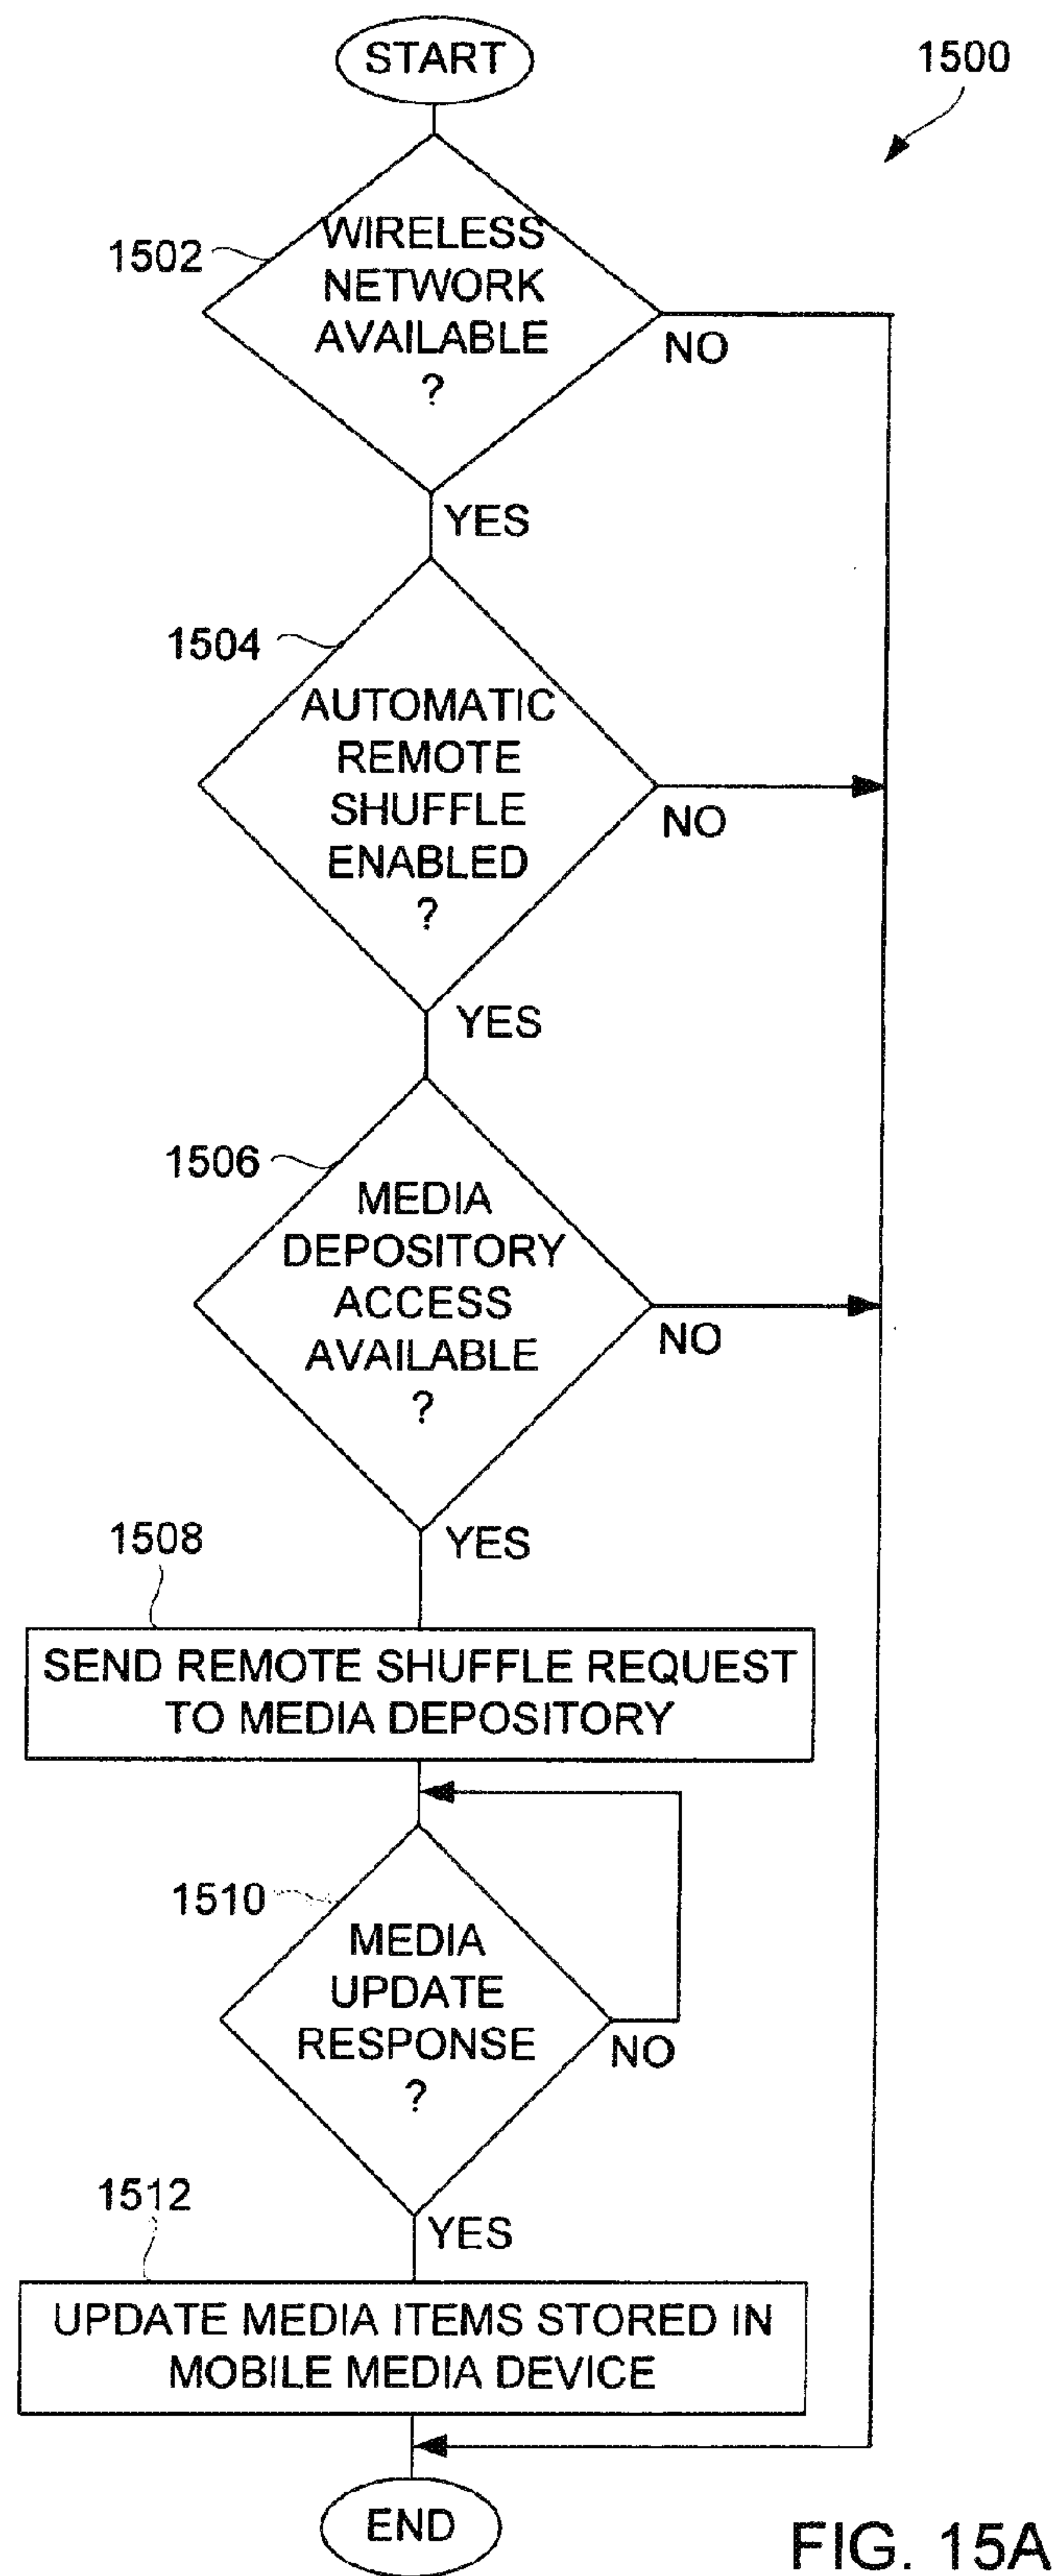 START
1500
1502
WIRELESS
NETWORK
AVAILABLE
?
NO
YES
1504
AUTOMATIC
REMOTE
SHUFFLE
ENABLED
?
NO
YES
1506
MEDIA
DEPOSITORY
ACCESS
AVAILABLE
?
NO
YES
1508
SEND REMOTE SHUFFLE REQUEST
TO MEDIA DEPOSITORY
1510
MEDIA
UPDATE
RESPONSE
?
NO
YES
1512
UPDATE MEDIA ITEMS STORED IN
MOBILE MEDIA DEVICE
END
FIG. 15A